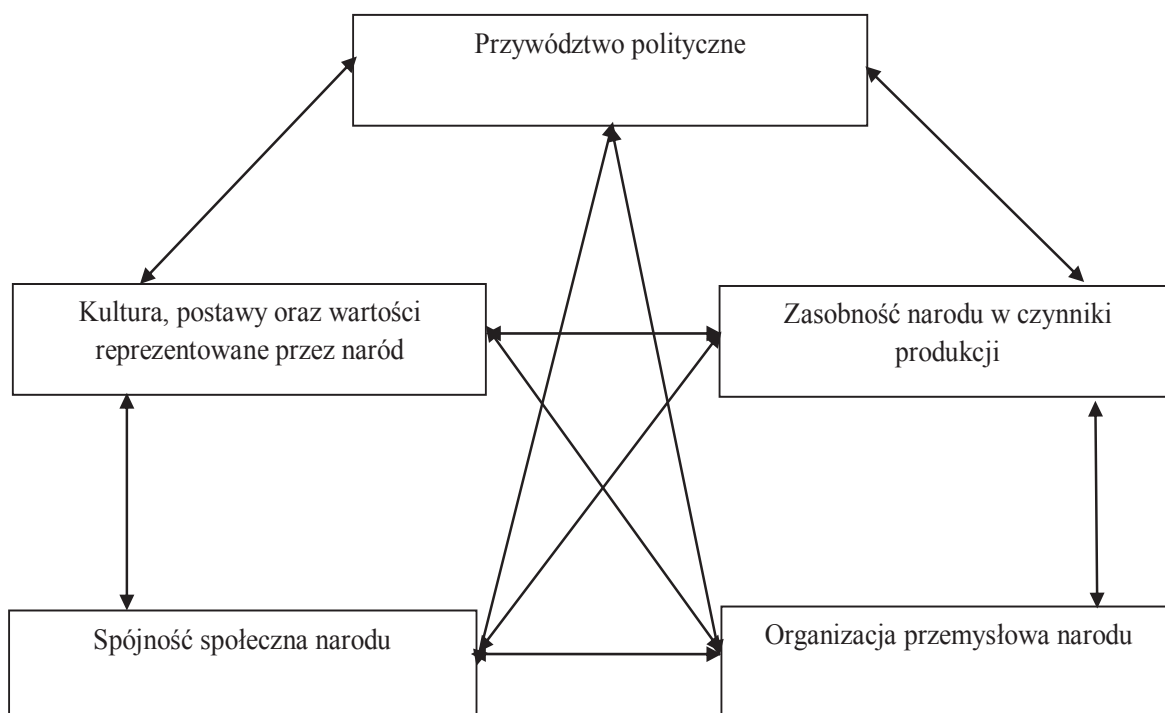 Przywództwo polityczne
Kultura, postawy oraz wartości
reprezentowane przez naród
Zasobność narodu w czynniki
produkcji
Spójność społeczna narodu
Organizacja przemysłowa narodu